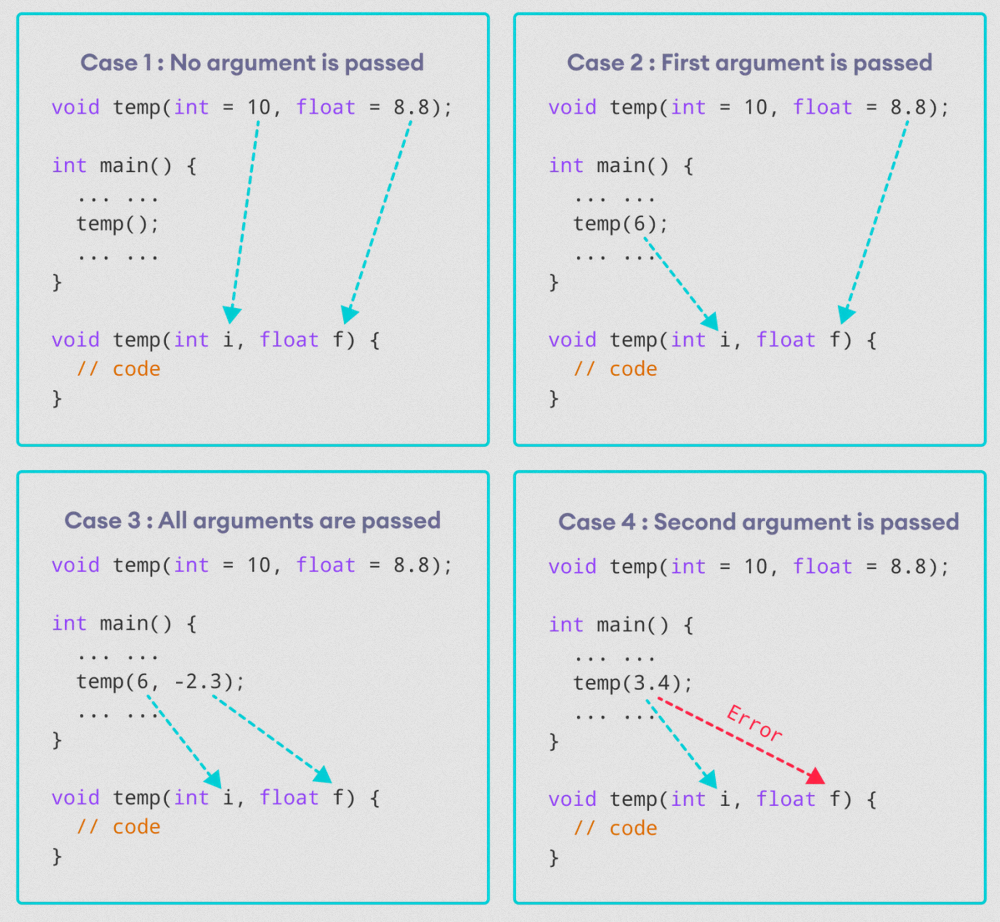 Case 1 : No argument is passed
void temp(int = 10, float = 8.8);
int main() {
... ...
temp();
... ...
}
void temp(int i, float f) {
// code
}
Case 2 : First argument is passed
void temp(int = 10, float = 8.8);
int main() {
... ...
temp(6);
... ...
}
void temp(int i, float f) {
// code
}
Case 3 : All arguments are passed
void temp(int = 10, float = 8.8);
int main() {
... ...
temp(6, -2.3);
... ...
}
void temp(int i, float f) {
// code
}
Case 4 : Second argument is passed
void temp(int = 10, float = 8.8);
int main() {
... ...
temp(3.4);
... ...
Error
}
void temp(int i, float f) {
// code
}